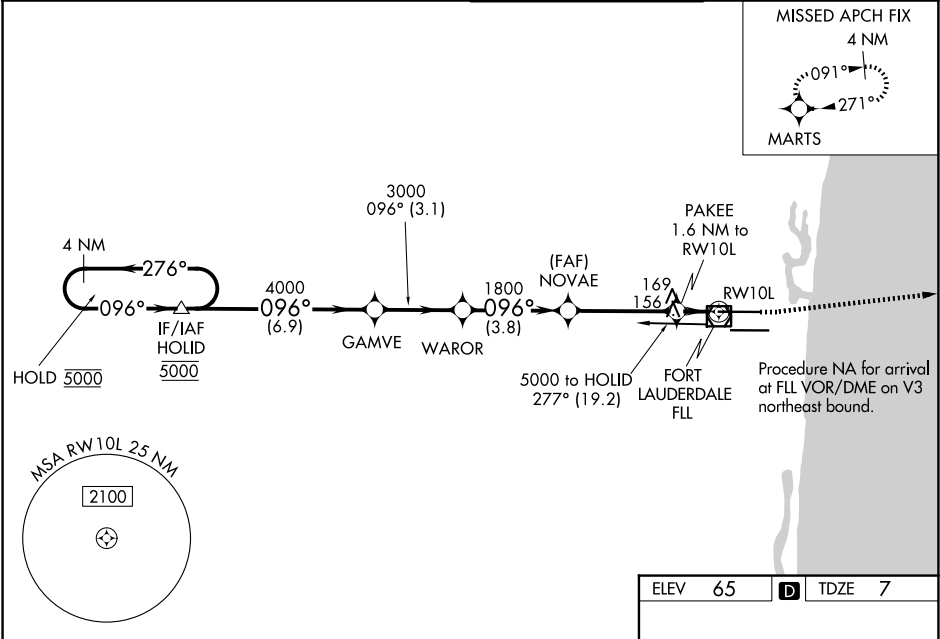 MISSED APCH FIX
4 NM
091°
271°
MARTS
3000
096° (3.1)
PAKEE
1.6 NM to
RW10L
4 NM
276°
096°
IF/IAF
HOLID
5000
HOLD 5000
4000
096°
(6.9)
GAMVE
WAROR
1800
096°
(3.8)
(FAF)
NOVAE
169
156
RW10L
5000 to HOLID
277° (19.2)
FORT
LAUDERDALE
FLL
Procedure NA for arrival
at FLL VOR/DME on V3
northeast bound.
MSA RW10L 25 NM
2100
ELEV 65 D TDZE 7